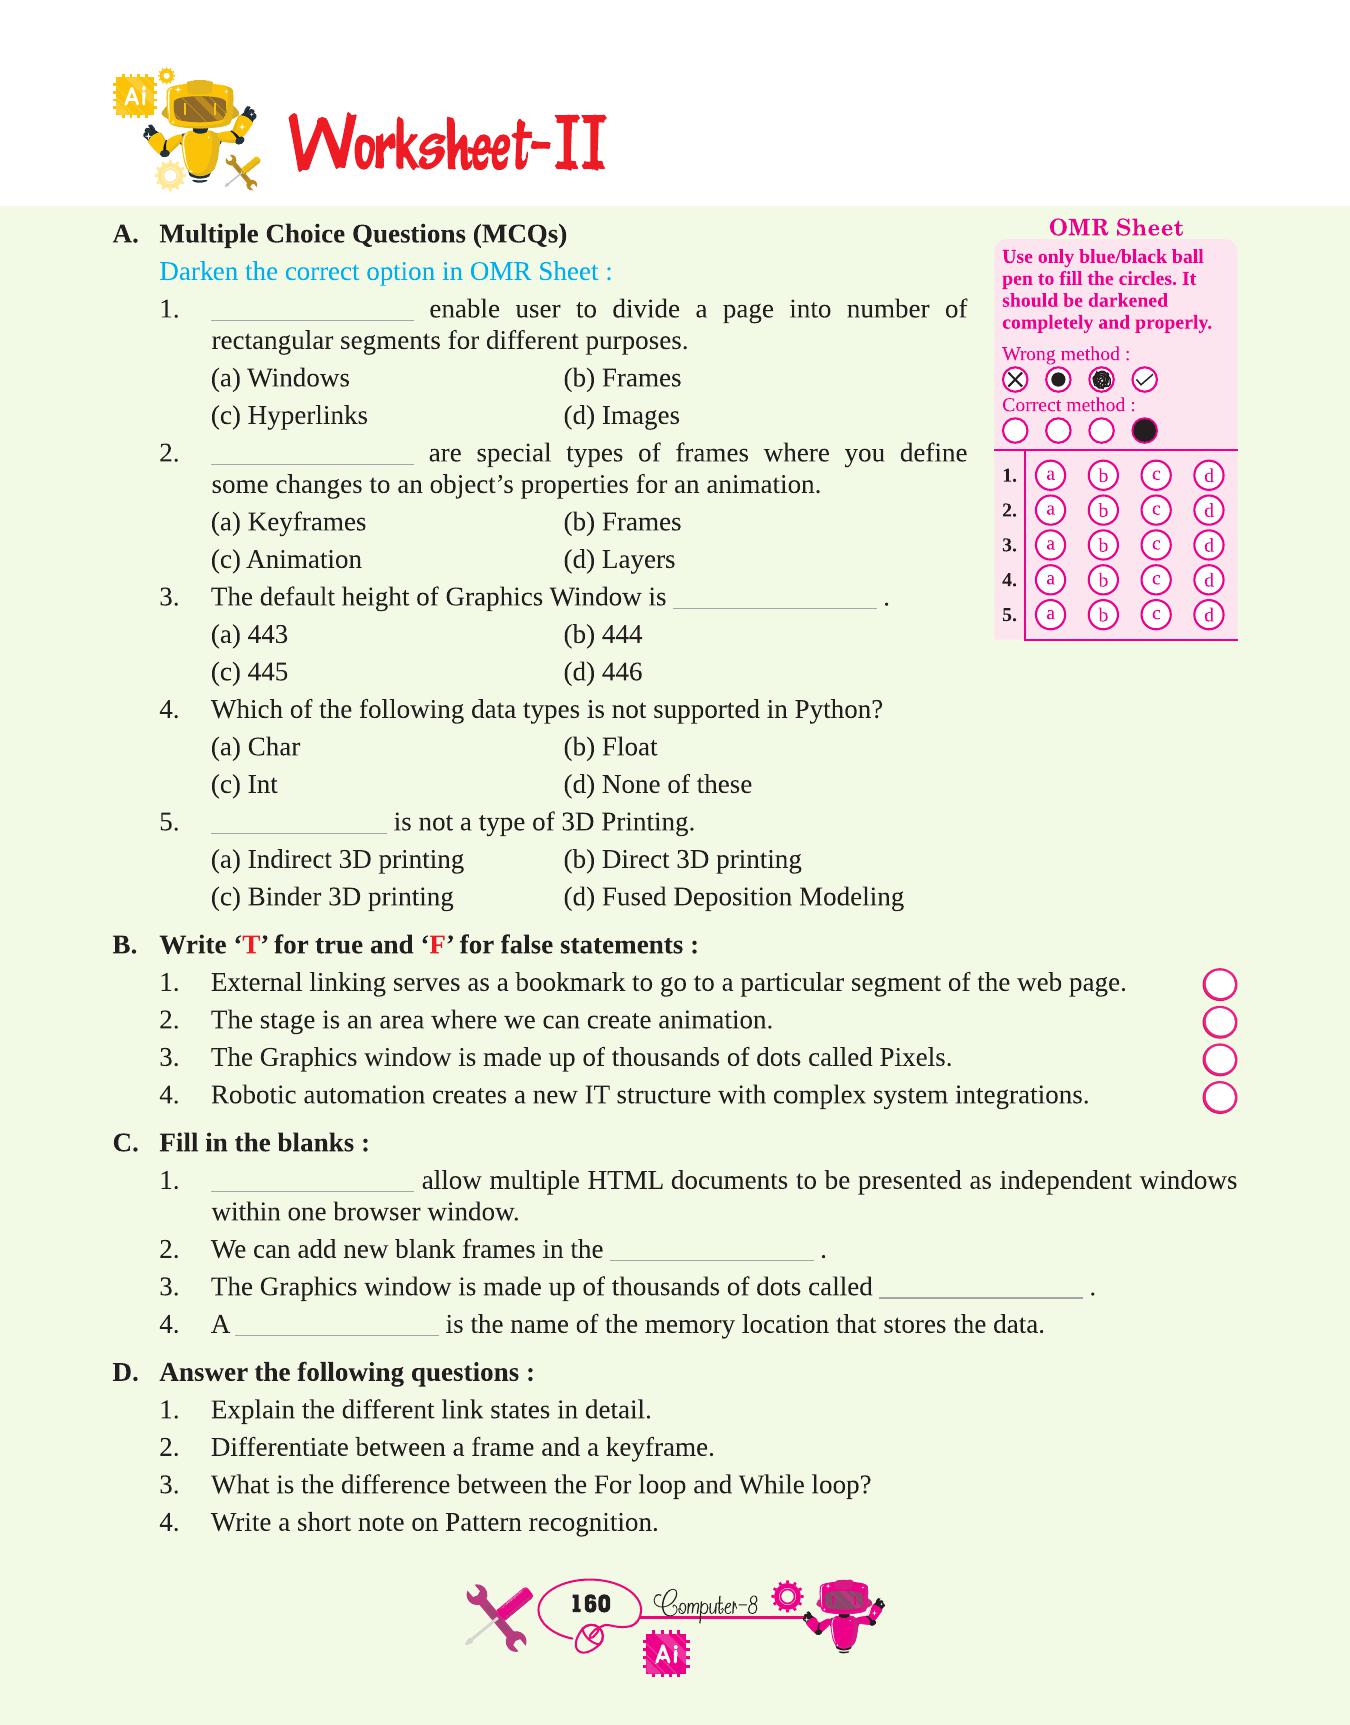 Ai
Worksheet-II
A. Multiple Choice Questions (MCQs)
Darken the correct option in OMR Sheet :
1. ______________ enable user to divide a page into number of
rectangular segments for different purposes.
(a) Windows (b) Frames
(c) Hyperlinks (d) Images
2. ______________ are special types of frames where you define
some changes to an object’s properties for an animation.
(a) Keyframes (b) Frames
(c) Animation (d) Layers
3. The default height of Graphics Window is ______________ .
(a) 443 (b) 444
(c) 445 (d) 446
4. Which of the following data types is not supported in Python?
(a) Char (b) Float
(c) Int (d) None of these
5. ____________ is not a type of 3D Printing.
(a) Indirect 3D printing (b) Direct 3D printing
(c) Binder 3D printing (d) Fused Deposition Modeling
OMR Sheet
Use only blue/black ball
pen to fill the circles. It
should be darkened
completely and properly.
Wrong method :
Correct method :
1. a b c d
2. a b c d
3. a b c d
4. a b c d
5. a b c d
B. Write ‘T’ for true and ‘F’ for false statements :
1. External linking serves as a bookmark to go to a particular segment of the web page.
2. The stage is an area where we can create animation.
3. The Graphics window is made up of thousands of dots called Pixels.
4. Robotic automation creates a new IT structure with complex system integrations.
C. Fill in the blanks :
1. ______________ allow multiple HTML documents to be presented as independent windows
within one browser window.
2. We can add new blank frames in the ______________ .
3. The Graphics window is made up of thousands of dots called ______________ .
4. A ______________ is the name of the memory location that stores the data.
D. Answer the following questions :
1. Explain the different link states in detail.
2. Differentiate between a frame and a keyframe.
3. What is the difference between the For loop and While loop?
4. Write a short note on Pattern recognition.
160 Computer-8
Ai